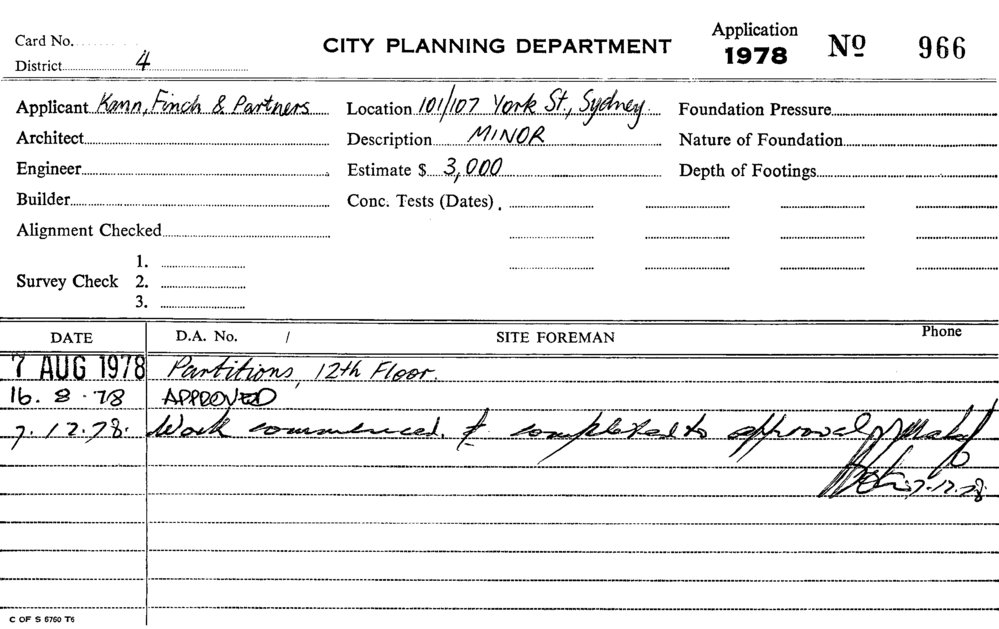 Card No.
District 4
CITY PLANNING DEPARTMENT
Application
1978 Nº 966
Applicant Kann, Finch & Partners Location 101/107 York St., Sydney. Foundation Pressure
Architect Description MINOR Nature of Foundation
Engineer Estimate $ 3,000 Depth of Footings
Builder Conc. Tests (Dates)
Alignment Checked
Survey Check 1.
2.
3.
DATE D.A. No. / SITE FOREMAN Phone
7 AUG 1978 Partitions, 12th Floor.
16.8.78 APPROVED
7.12.78. Work commenced & completed to approval
7.12.78
C OF S 5750 T6